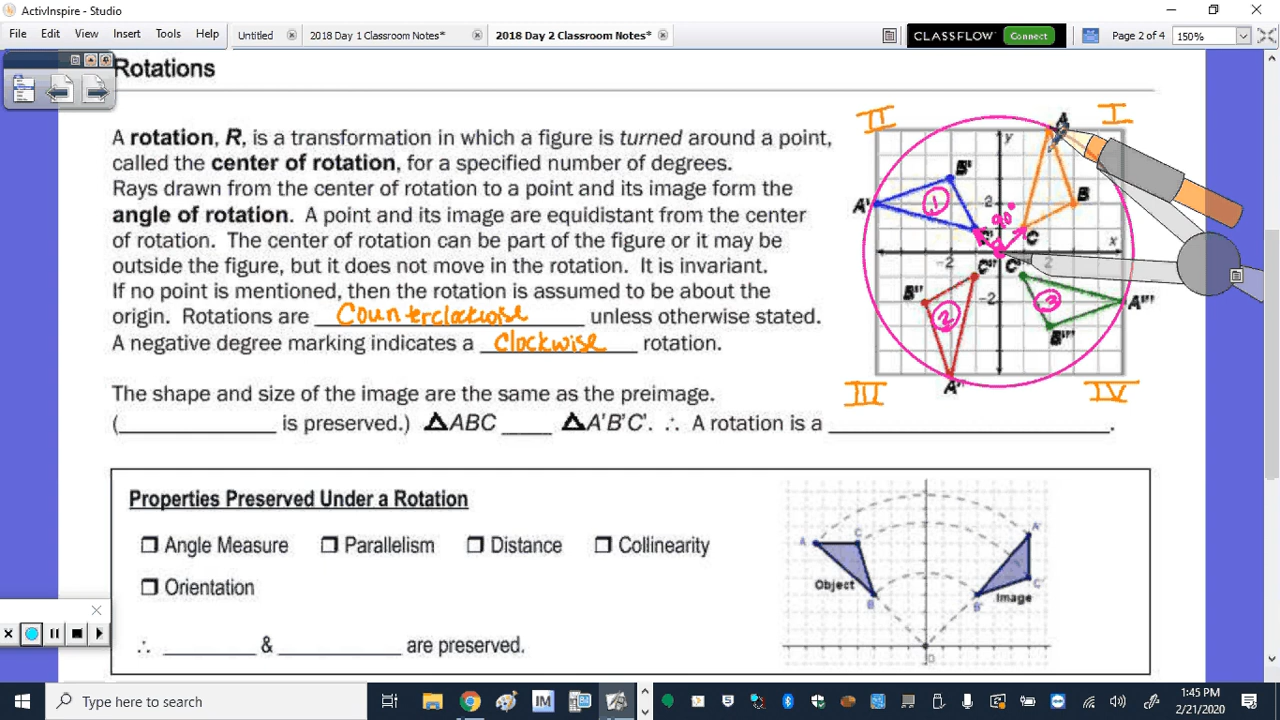 ActivInspire - Studio
File Edit View Insert Tools Help
Untitled
2018 Day 1 Classroom Notes*
2018 Day 2 Classroom Notes*
CLASSFLOW Connect
Page 2 of 4
150%
Rotations
A rotation, R, is a transformation in which a figure is turned around a point,
called the center of rotation, for a specified number of degrees.
Rays drawn from the center of rotation to a point and its image form the
angle of rotation. A point and its image are equidistant from the center
of rotation. The center of rotation can be part of the figure or it may be
outside the figure, but it does not move in the rotation. It is invariant.
If no point is mentioned, then the rotation is assumed to be about the
origin. Rotations are Counterclockwise unless otherwise stated.
A negative degree marking indicates a Clockwise rotation.
II
I
A
y
B'
A'
1
2
B
90°
C'
C
x
-2
2
C"
C'''
B"
-2
2
3
A'''
B'''
A"
III
IV
The shape and size of the image are the same as the preimage.
(____________ is preserved.) △ABC ____ △A'B'C'. ∴ A rotation is a ______________________.
Properties Preserved Under a Rotation
❒ Angle Measure ❒ Parallelism ❒ Distance ❒ Collinearity
❒ Orientation
∴ ________ & __________ are preserved.
A
C
Object
B
A'
C'
B'
Image
O
Type here to search
IM
1:45 PM
2/21/2020